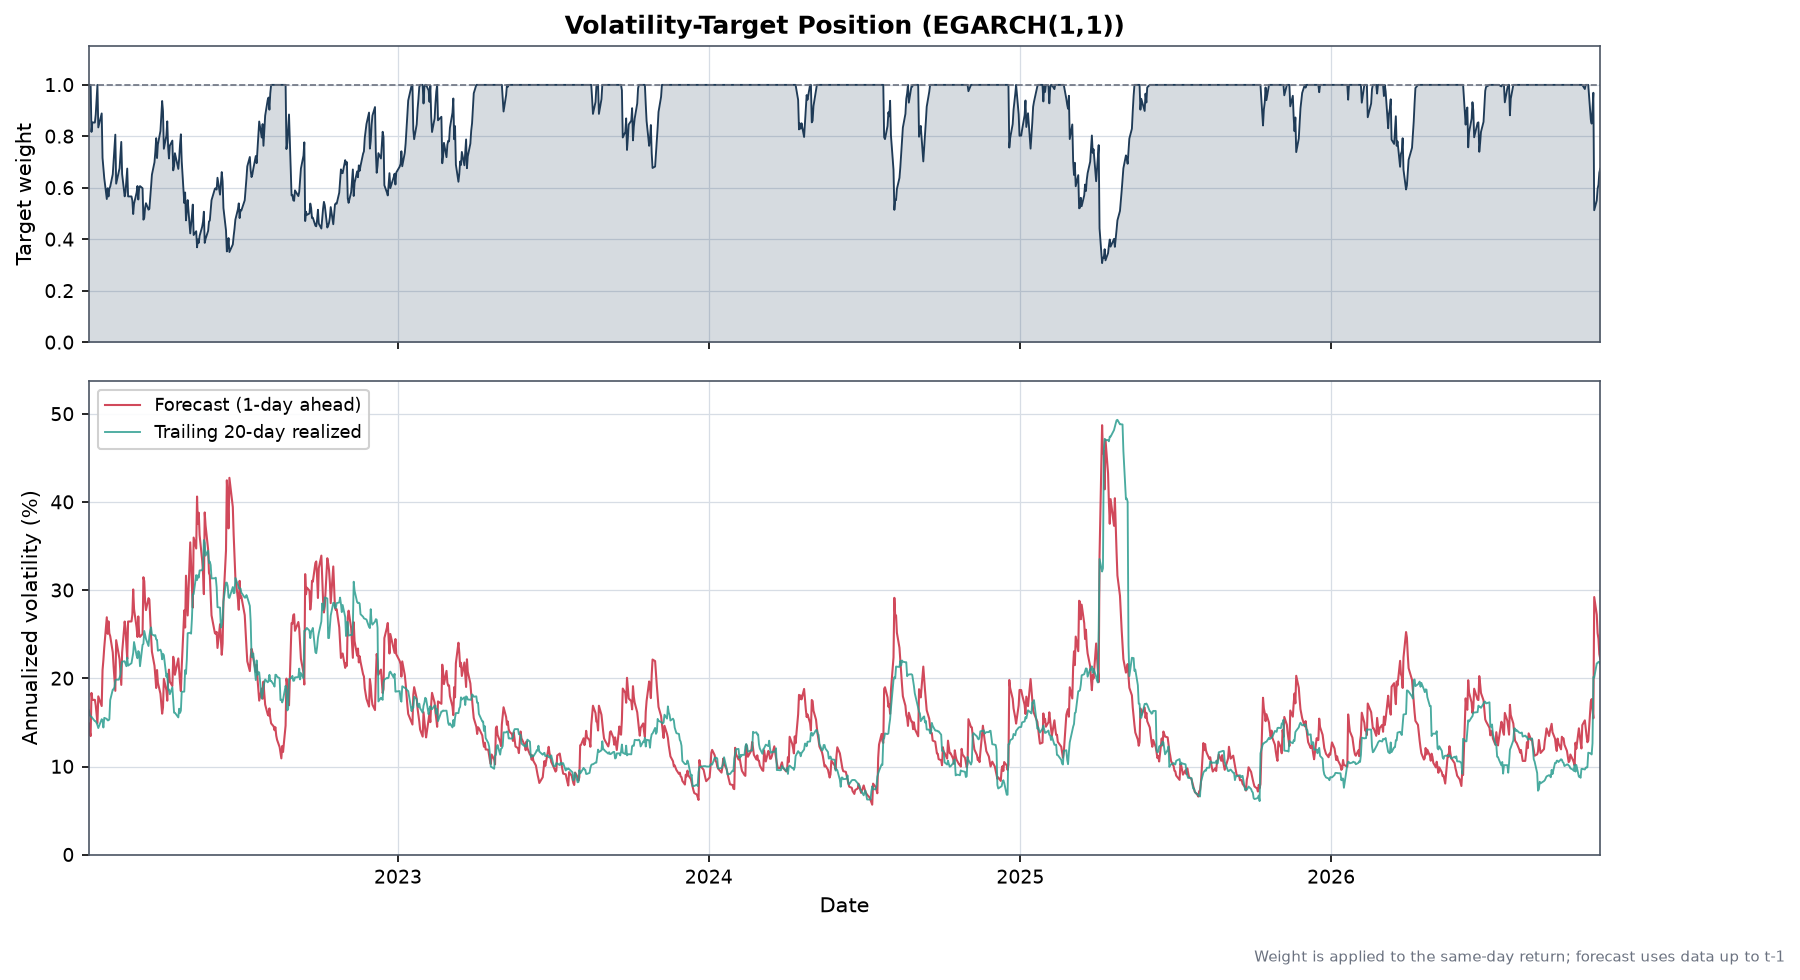 Volatility-Target Position (EGARCH(1,1))
Target weight
1.0
0.8
0.6
0.4
0.2
0.0
Annualized volatility (%)
50
40
30
20
10
0
Forecast (1-day ahead)
Trailing 20-day realized
2023
2024
2025
2026
Date
Weight is applied to the same-day return; forecast uses data up to t-1